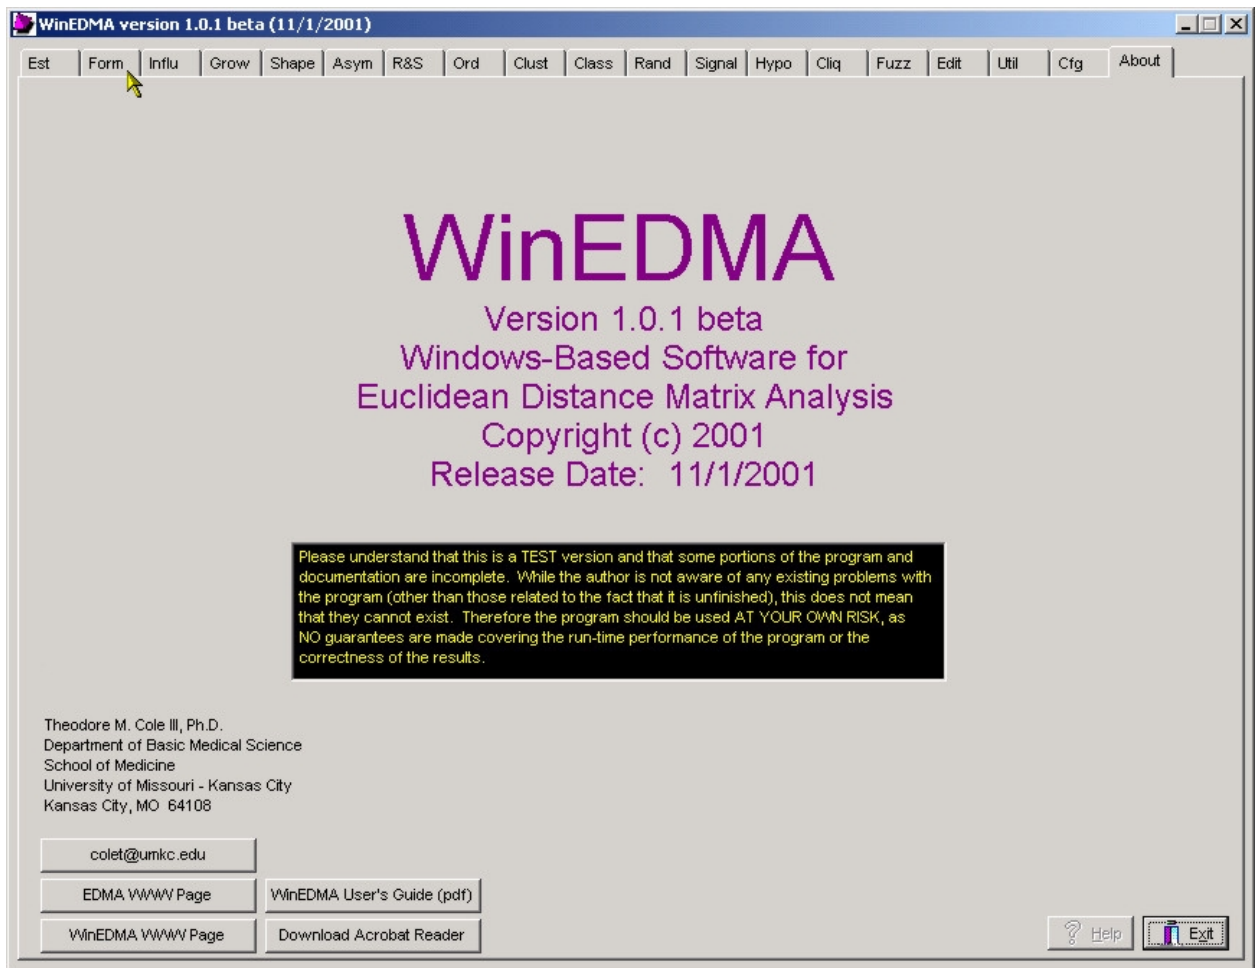 WinEDMA version 1.0.1 beta (11/1/2001)
Est Form Influ Grow Shape Asym R&S Ord Clust Class Rand Signal Hypo Cliq Fuzz Edit Util Cfg About
WinEDMA
Version 1.0.1 beta
Windows-Based Software for
Euclidean Distance Matrix Analysis
Copyright (c) 2001
Release Date: 11/1/2001
Please understand that this is a TEST version and that some portions of the program and
documentation are incomplete. While the author is not aware of any existing problems with
the program (other than those related to the fact that it is unfinished), this does not mean
that they cannot exist. Therefore the program should be used AT YOUR OWN RISK, as
NO guarantees are made covering the run-time performance of the program or the
correctness of the results.
Theodore M. Cole III, Ph.D.
Department of Basic Medical Science
School of Medicine
University of Missouri - Kansas City
Kansas City, MO 64108
colet@umkc.edu
EDMA WWW Page WinEDMA User's Guide (pdf)
WinEDMA WWW Page Download Acrobat Reader
? Help Exit